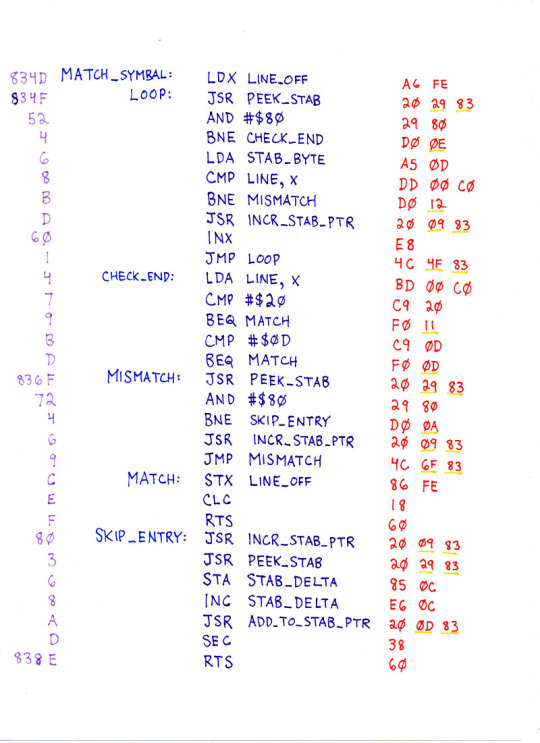 834D MATCH_SYMBAL: LDX LINE_OFF A6 FE
834F LOOP: JSR PEEK_STAB 2Ø 29 83
52 AND #$8Ø 29 8Ø
4 BNE CHECK_END DØ ØE
6 LDA STAB_BYTE A5 ØD
8 CMP LINE, X DD ØØ CØ
B BNE MISMATCH DØ 12
D JSR INCR_STAB_PTR 2Ø Ø9 83
6Ø INX E8
1 JMP LOOP 4C 4F 83
4 CHECK_END: LDA LINE, X BD ØØ CØ
7 CMP #$2Ø C9 2Ø
9 BEQ MATCH FØ 11
B CMP #$ØD C9 ØD
D BEQ MATCH FØ ØD
836F MISMATCH: JSR PEEK_STAB 2Ø 29 83
72 AND #$8Ø 29 8Ø
4 BNE SKIP_ENTRY DØ ØA
6 JSR INCR_STAB_PTR 2Ø Ø9 83
9 JMP MISMATCH 4C 6F 83
C MATCH: STX LINE_OFF 86 FE
E CLC 18
F RTS 6Ø
8Ø SKIP_ENTRY: JSR INCR_STAB_PTR 2Ø Ø9 83
3 JSR PEEK_STAB 2Ø 29 83
6 STA STAB_DELTA 85 ØC
8 INC STAB_DELTA E6 ØC
A JSR ADD_TO_STAB_PTR 2Ø ØD 83
D SEC 38
838E RTS 6Ø